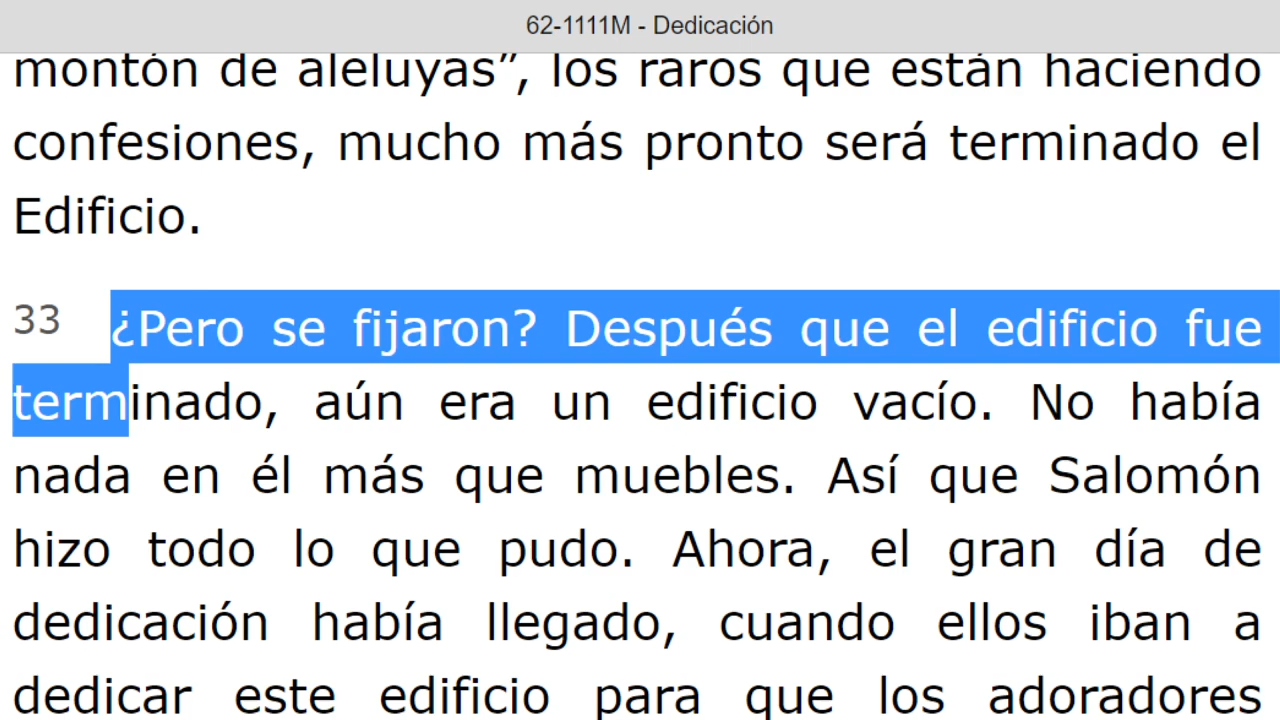 62-1111M - Dedicación
montón de aleluyas”, los raros que están haciendo
confesiones, mucho más pronto será terminado el
Edificio.
33 ¿Pero se fijaron? Después que el edificio fue
terminado, aún era un edificio vacío. No había
nada en él más que muebles. Así que Salomón
hizo todo lo que pudo. Ahora, el gran día de
dedicación había llegado, cuando ellos iban a
dedicar este edificio para que los adoradores